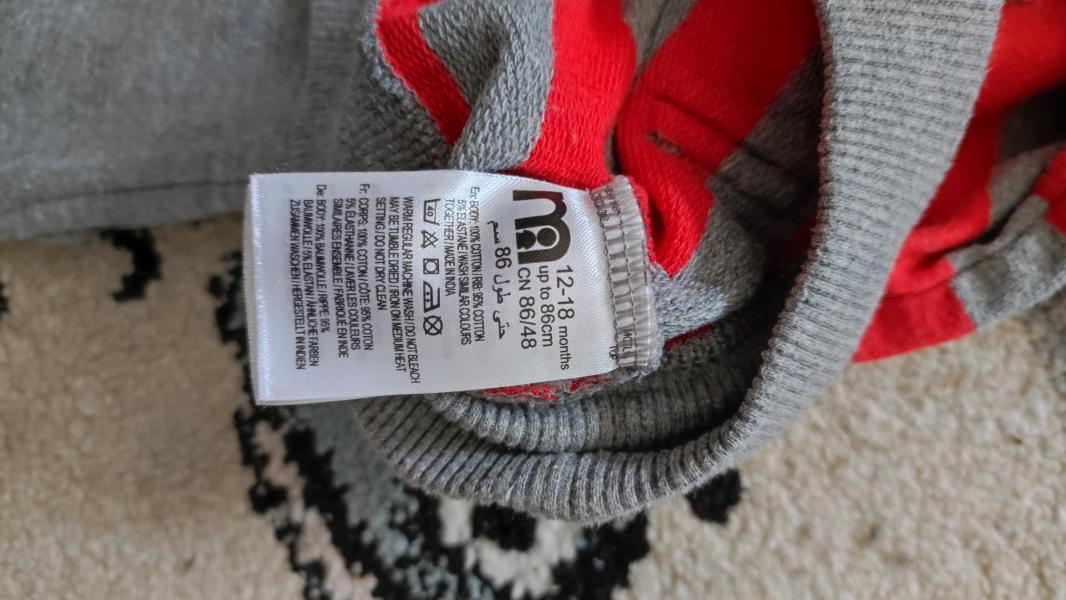 12-18 months
up to 86cm
CN 86/48
حتى طول 86 سم
En: BODY: 100% COTTON / RIB: 95% COTTON
5% ELASTANE / WASH SIMILAR COLOURS
TOGETHER / MADE IN INDIA
40
WARM REGULAR MACHINE WASH / DO NOT BLEACH
MAY BE TUMBLE DRIED / IRON ON MEDIUM HEAT
SETTING / DO NOT DRY CLEAN
Fr: CORPS: 100% COTON / CÔTE: 95% COTON
5% ELASTHANNE / LAVER LES COULEURS
SIMILAIRES ENSEMBLE / FABRIQUÉ EN INDE
De: BODY: 100% BAUMWOLLE / RIPPE: 95%
BAUMWOLLE / 5% ELASTAN / ÄHNLICHE FARBEN
ZUSAMMEN WASCHEN / HERGESTELLT IN INDIEN